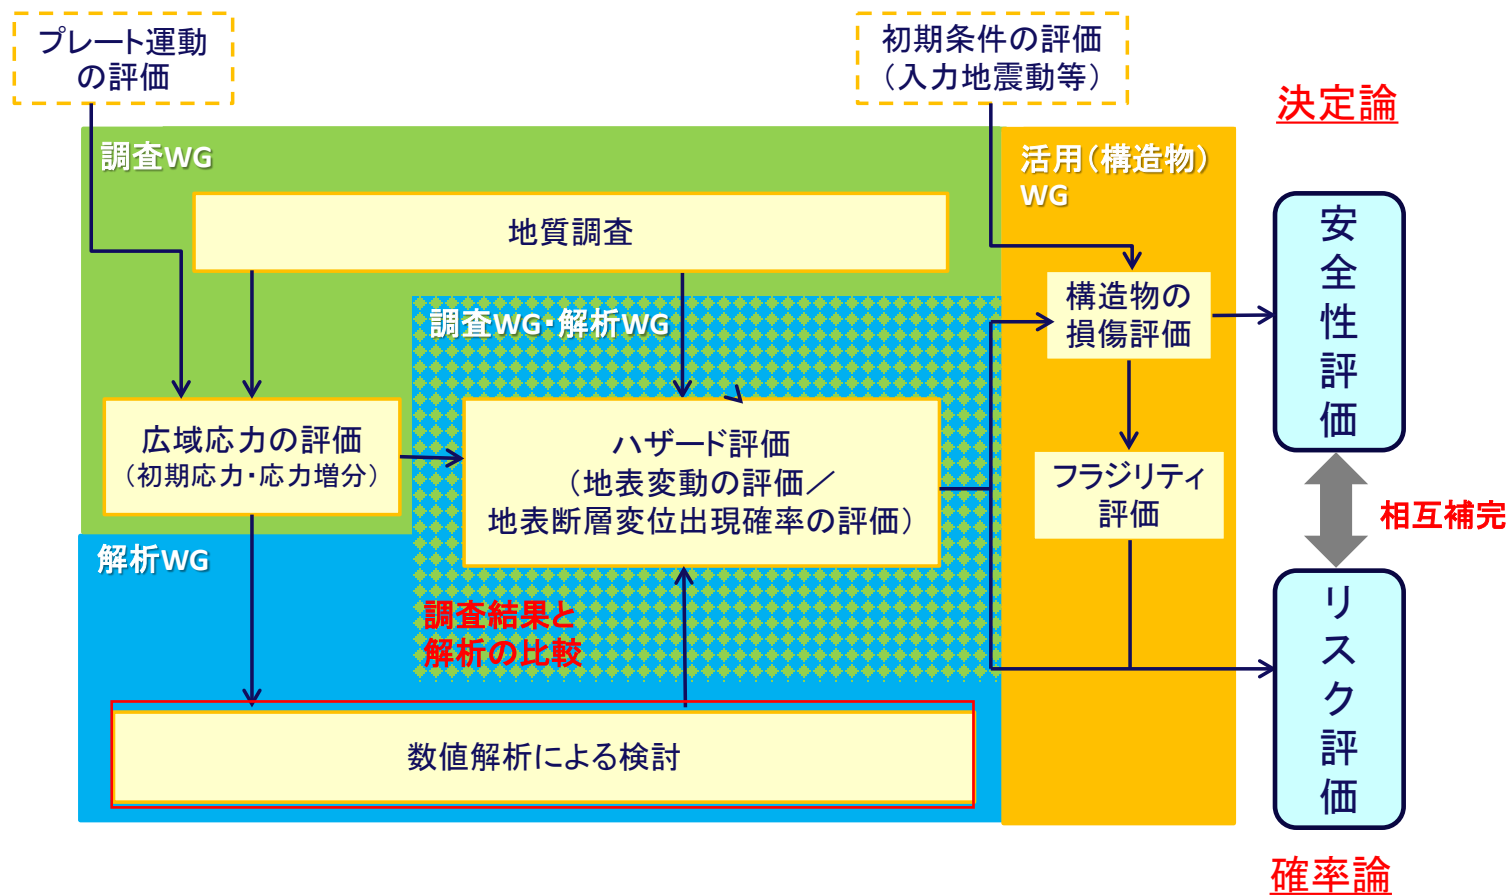 プレート運動
の評価
初期条件の評価
（入力地震動等）
決定論
調査WG
活用（構造物）
WG
地質調査
安全性評価
構造物の
損傷評価
調査WG・解析WG
広域応力の評価
（初期応力・応力増分）
ハザード評価
（地表変動の評価／
地表断層変位出現確率の評価）
フラジリティ
評価
相互補完
解析WG
調査結果と
解析の比較
リスク評価
数値解析による検討
確率論